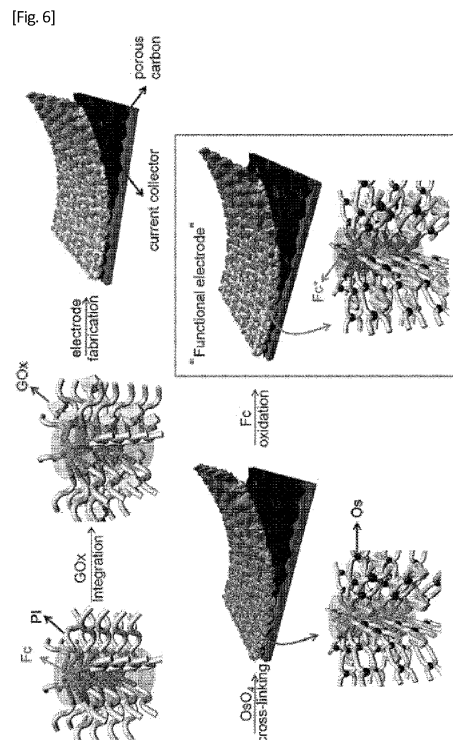 [Fig. 6]
Fc
PI
GOx
integration
GOx
electrode
fabrication
current collector
porous
carbon
OsO4
cross-linking
Os
Fc
oxidation
"Functional electrode"
Fc+